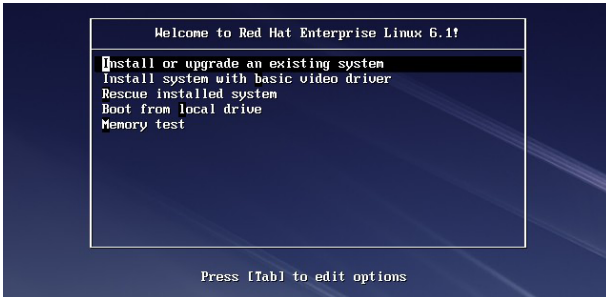 Welcome to Red Hat Enterprise Linux 6.1!
Install or upgrade an existing system
Install system with basic video driver
Rescue installed system
Boot from local drive
Memory test
Press [Tab] to edit options